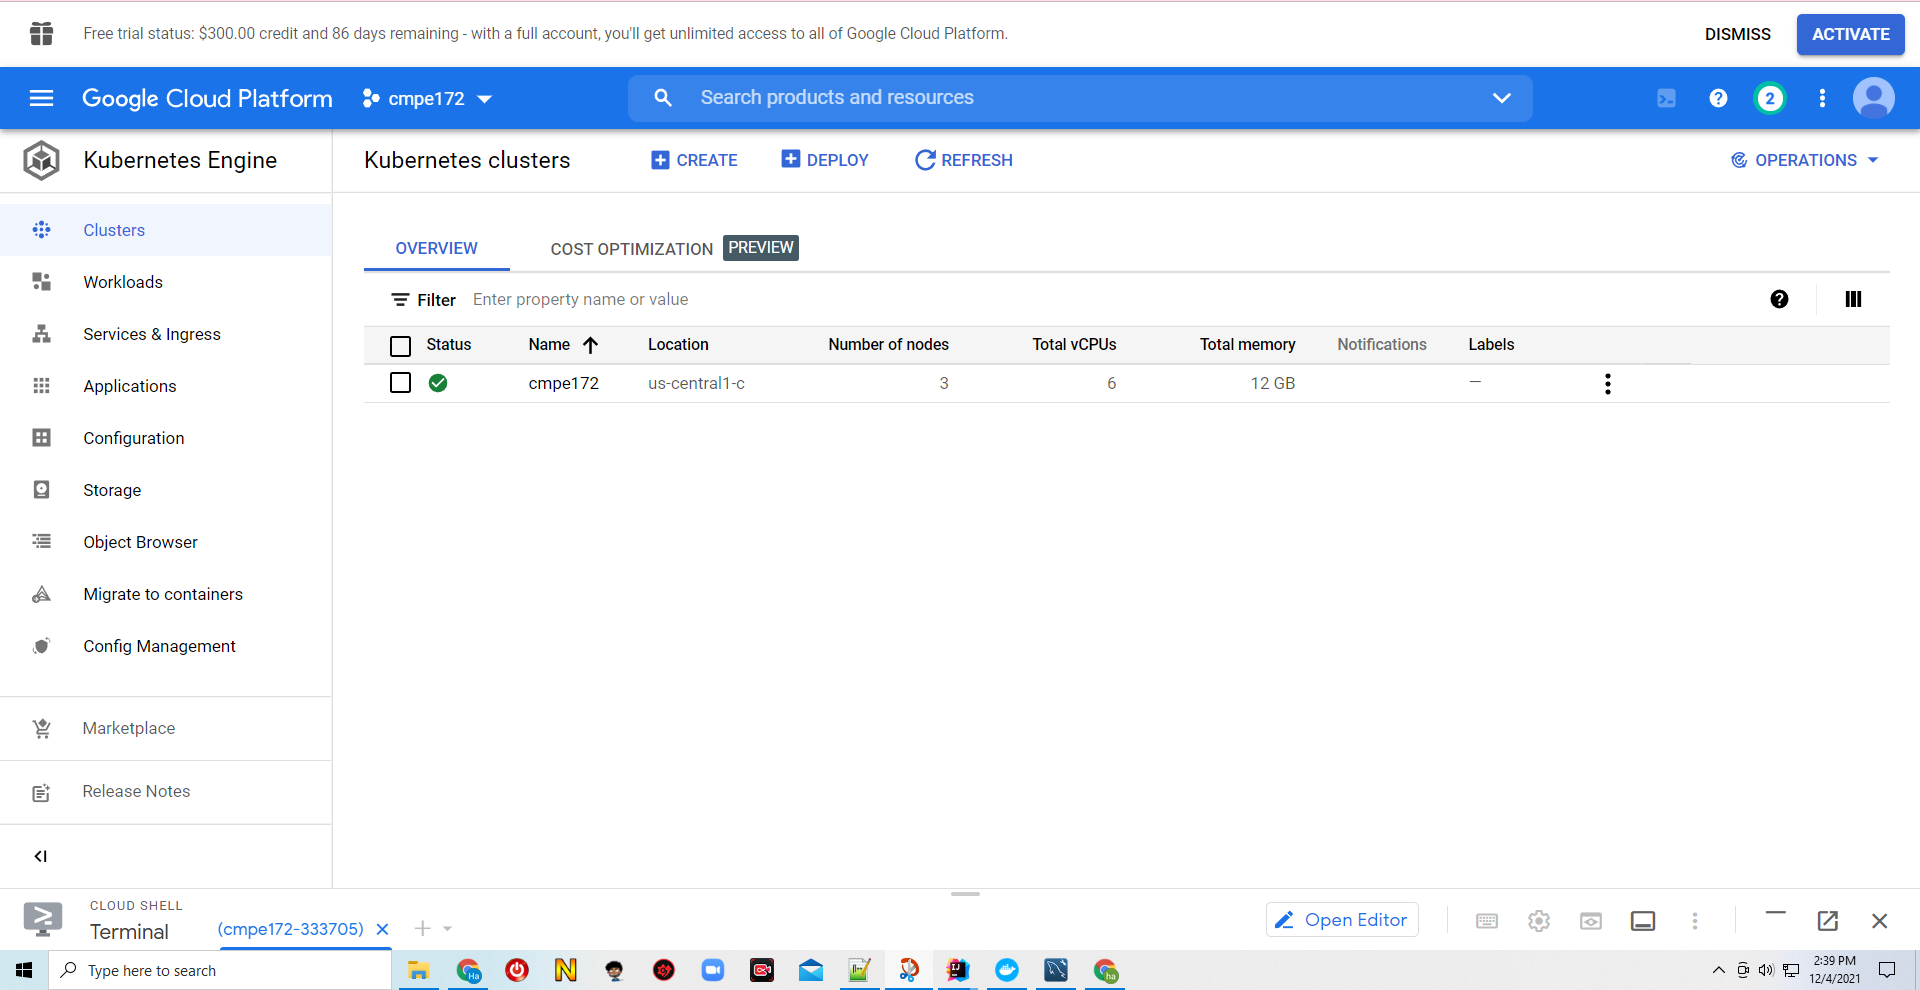 Free trial status: $300.00 credit and 86 days remaining - with a full account, you'll get unlimited access to all of Google Cloud Platform.
DISMISS
ACTIVATE
Google Cloud Platform
cmpe172
Search products and resources
2
Kubernetes Engine
Kubernetes clusters
CREATE
DEPLOY
REFRESH
OPERATIONS
Clusters
Workloads
Services & Ingress
Applications
Configuration
Storage
Object Browser
Migrate to containers
Config Management
Marketplace
Release Notes
OVERVIEW
COST OPTIMIZATION PREVIEW
Filter Enter property name or value
Status Name Location Number of nodes Total vCPUs Total memory Notifications Labels
cmpe172 us-central1-c 3 6 12 GB —
CLOUD SHELL
Terminal
(cmpe172-333705)
Open Editor
Type here to search
2:39 PM
12/4/2021